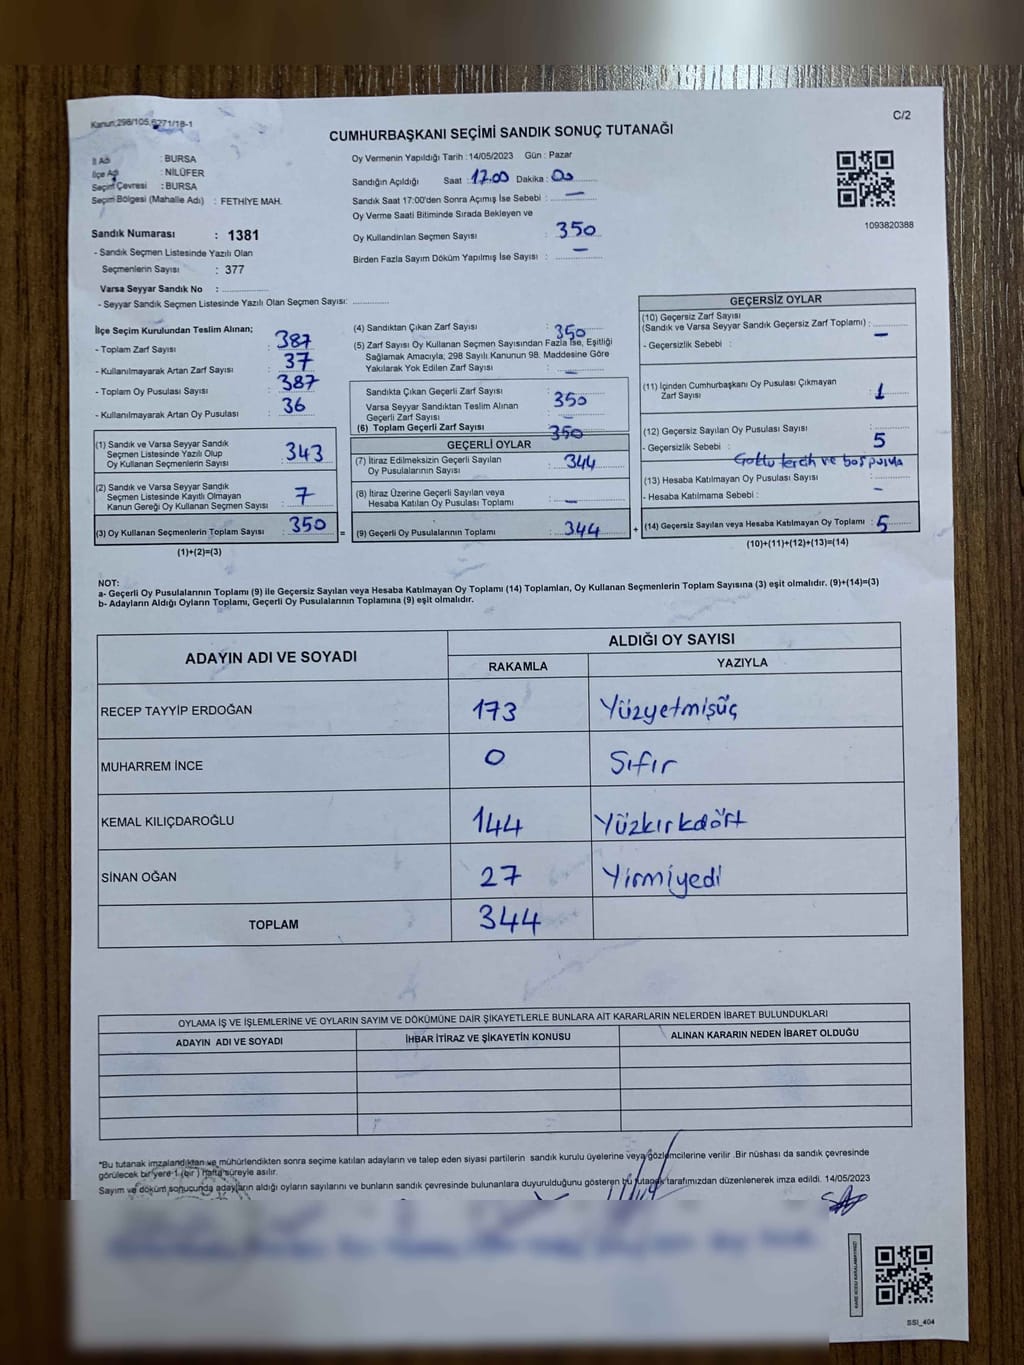 Kanun:298/105,6271/18-1
C/2
CUMHURBAŞKANI SEÇİMİ SANDIK SONUÇ TUTANAĞI
İl Adı : BURSA
İlçe Adı : NİLÜFER
Seçim Çevresi : BURSA
Seçim Bölgesi (Mahalle Adı) : FETHİYE MAH.
Sandık Numarası : 1381
- Sandık Seçmen Listesinde Yazılı Olan
Seçmenlerin Sayısı : 377
Varsa Seyyar Sandık No :
- Seyyar Sandık Seçmen Listesinde Yazılı Olan Seçmen Sayısı:
Oy Vermenin Yapıldığı Tarih : 14/05/2023 Gün : Pazar
Sandığın Açıldığı Saat : 17.00 Dakika : 00
Sandık Saat 17:00'den Sonra Açımış İse Sebebi : —
Oy Verme Saati Bitiminde Sırada Bekleyen ve
Oy Kullandırılan Seçmen Sayısı : 350
Birden Fazla Sayım Döküm Yapılmış İse Sayısı : —
1093820388
İlçe Seçim Kurulundan Teslim Alınan;
- Toplam Zarf Sayısı : 387
- Kullanılmayarak Artan Zarf Sayısı : 37
- Toplam Oy Pusulası Sayısı : 387
- Kullanılmayarak Artan Oy Pusulası : 36
(1) Sandık ve Varsa Seyyar Sandık
Seçmen Listesinde Yazılı Olup
Oy Kullanan Seçmenlerin Sayısı : 343
(2) Sandık ve Varsa Seyyar Sandık
Seçmen Listesinde Kayıtlı Olmayan
Kanun Gereği Oy Kullanan Seçmen Sayısı : 7
(3) Oy Kullanan Seçmenlerin Toplam Sayısı : 350 =
(1)+(2)=(3)
(4) Sandıktan Çıkan Zarf Sayısı : 350
(5) Zarf Sayısı Oy Kullanan Seçmen Sayısından Fazla İse, Eşitliği
Sağlamak Amacıyla; 298 Sayılı Kanunun 98. Maddesine Göre
Yakılarak Yok Edilen Zarf Sayısı : —
Sandıkta Çıkan Geçerli Zarf Sayısı : 350
Varsa Seyyar Sandıktan Teslim Alınan
Geçerli Zarf Sayısı : —
(6) Toplam Geçerli Zarf Sayısı : 350
GEÇERLİ OYLAR
(7) İtiraz Edilmeksizin Geçerli Sayılan
Oy Pusulalarının Sayısı : 344
(8) İtiraz Üzerine Geçerli Sayılan veya
Hesaba Katılan Oy Pusulası Toplamı : —
(9) Geçerli Oy Pusulalarının Toplamı : 344 +
GEÇERSİZ OYLAR
(10) Geçersiz Zarf Sayısı
(Sandık ve Varsa Seyyar Sandık Geçersiz Zarf Toplamı) : —
- Geçersizlik Sebebi :
(11) İçinden Cumhurbaşkanı Oy Pusulası Çıkmayan
Zarf Sayısı : 1
(12) Geçersiz Sayılan Oy Pusulası Sayısı : 5
- Geçersizlik Sebebi :
tercih ve boş pusula
(13) Hesaba Katılmayan Oy Pusulası Sayısı : —
- Hesaba Katılmama Sebebi :
(14) Geçersiz Sayılan veya Hesaba Katılmayan Oy Toplamı : 5
(10)+(11)+(12)+(13)=(14)
NOT:
a- Geçerli Oy Pusulalarının Toplamı (9) ile Geçersiz Sayılan veya Hesaba Katılmayan Oy Toplamı (14) Toplamları, Oy Kullanan Seçmenlerin Toplam Sayısına (3) eşit olmalıdır. (9)+(14)=(3)
b- Adayların Aldığı Oyların Toplamı, Geçerli Oy Pusulalarının Toplamına (9) eşit olmalıdır.
ADAYIN ADI VE SOYADI
ALDIĞI OY SAYISI
RAKAMLA YAZIYLA
RECEP TAYYİP ERDOĞAN 173 Yüzyetmişüç
MUHARREM İNCE 0 Sıfır
KEMAL KILIÇDAROĞLU 144 Yüzkırkdört
SİNAN OĞAN 27 Yirmiyedi
TOPLAM 344
OYLAMA İŞ VE İŞLEMLERİNE VE OYLARIN SAYIM VE DÖKÜMÜNE DAİR ŞİKAYETLERLE BUNLARA AİT KARARLARIN NELERDEN İBARET BULUNDUKLARI
ADAYIN ADI VE SOYADI İHBAR İTİRAZ VE ŞİKAYETİN KONUSU ALINAN KARARIN NEDEN İBARET OLDUĞU
*Bu tutanak imzalandıktan ve mühürlendikten sonra seçime katılan adayların ve talep eden siyasi partilerin sandık kurulu üyelerine veya gözlemcilerine verilir .Bir nüshası da sandık çevresinde
görülecek bir yere 1 (bir ) hafta süreyle asılır.
Sayım ve döküm sonucunda adayların aldığı oyların sayılarını ve bunların sandık çevresinde bulunanlara duyurulduğunu gösteren bu tutanak tarafımızdan düzenlenerek imza edildi. 14/05/2023
KARE KODU KARALAMAYINIZ!
SSI_404